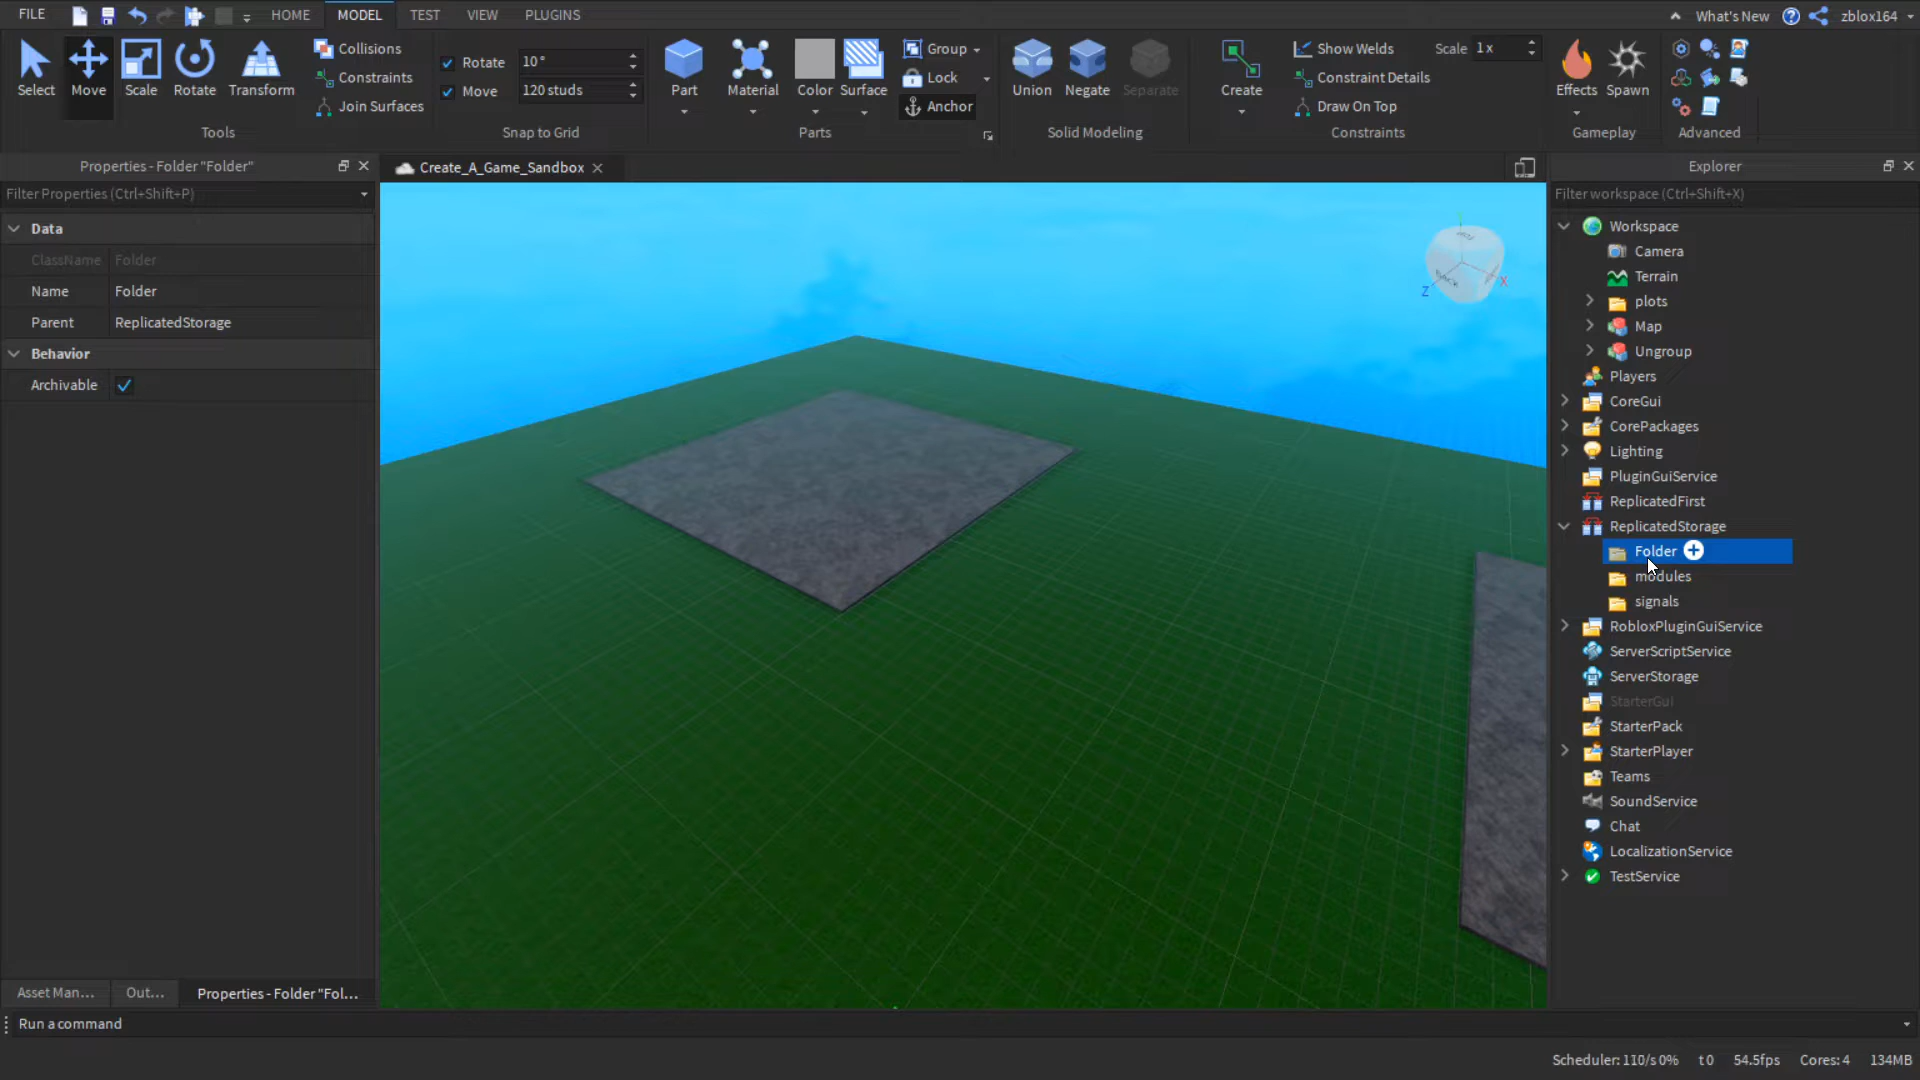 FILE
HOME
MODEL
TEST
VIEW
PLUGINS
What's New
zblox164
Select
Move
Scale
Rotate
Transform
Collisions
Constraints
Join Surfaces
Tools
Rotate 10°
Move 120 studs
Snap to Grid
Part
Material
Color
Surface
Group
Lock
Anchor
Parts
Union
Negate
Separate
Solid Modeling
Create
Show Welds
Scale 1 x
Constraint Details
Draw On Top
Constraints
Effects
Spawn
Gameplay
Advanced
Properties - Folder "Folder"
Filter Properties (Ctrl+Shift+P)
Data
ClassName Folder
Name Folder
Parent ReplicatedStorage
Behavior
Archivable
Create_A_Game_Sandbox
Back
Z
X
Explorer
Filter workspace (Ctrl+Shift+X)
Workspace
Camera
Terrain
plots
Map
Ungroup
Players
CoreGui
CorePackages
Lighting
PluginGuiService
ReplicatedFirst
ReplicatedStorage
Folder
modules
signals
RobloxPluginGuiService
ServerScriptService
ServerStorage
StarterGui
StarterPack
StarterPlayer
Teams
SoundService
Chat
LocalizationService
TestService
Asset Man...
Out...
Properties - Folder "Fol...
Run a command
Scheduler: 110/s 0%
t 0
54.5fps
Cores: 4
134MB